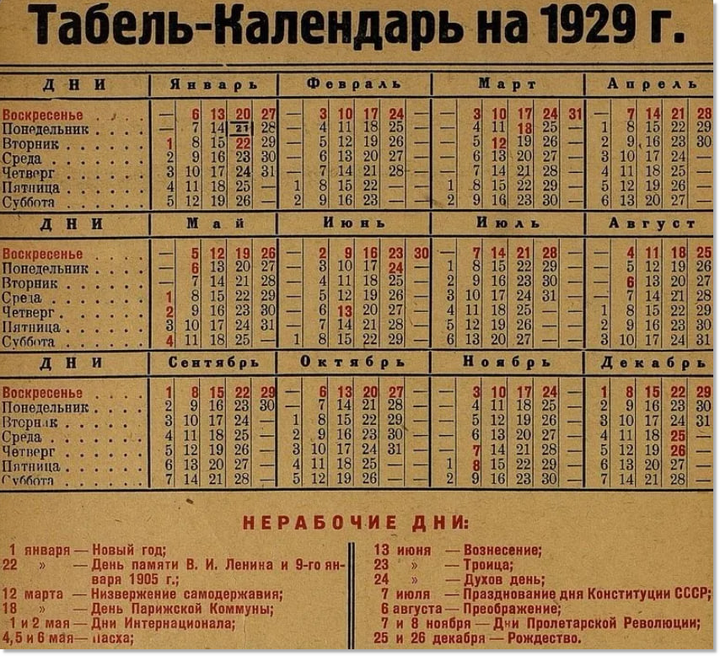 Табель-Календарь на 1929 г.
ДНИ Январь Февраль Март Апрель
Воскресенье — 6 13 20 27 — 3 10 17 24 — — 3 10 17 24 31 — 7 14 21 28
Понедельник . . . . — 7 14 21 28 — 4 11 18 25 — — 4 11 18 25 — 1 8 15 22 29
Вторник . . . . . 1 8 15 22 29 — 5 12 19 26 — — 5 12 19 26 — 2 9 16 23 30
Среда . . . . . . 2 9 16 23 30 — 6 13 20 27 — — 6 13 20 27 — 3 10 17 24 —
Четверг . . . . . 3 10 17 24 31 — 7 14 21 28 — — 7 14 21 28 — 4 11 18 25 —
Пятница . . . . . 4 11 18 25 — 1 8 15 22 — — 1 8 15 22 29 — 5 12 19 26 —
Суббота . . . . . 5 12 19 26 — 2 9 16 23 — — 2 9 16 23 30 — 6 13 20 27 —
ДНИ Май Июнь Июль Август
Воскресенье — 5 12 19 26 — 2 9 16 23 30 — 7 14 21 28 — — 4 11 18 25
Понедельник . . . . — 6 13 20 27 — 3 10 17 24 — 1 8 15 22 29 — — 5 12 19 26
Вторник . . . . . — 7 14 21 28 — 4 11 18 25 — 2 9 16 23 30 — — 6 13 20 27
Среда . . . . . . 1 8 15 22 29 — 5 12 19 26 — 3 10 17 24 31 — — 7 14 21 28
Четверг . . . . . 2 9 16 23 30 — 6 13 20 27 — 4 11 18 25 — — 1 8 15 22 29
Пятница . . . . . 3 10 17 24 31 — 7 14 21 28 — 5 12 19 26 — — 2 9 16 23 30
Суббота . . . . . 4 11 18 25 — 1 8 15 22 29 — 6 13 20 27 — — 3 10 17 24 31
ДНИ Сентябрь Октябрь Ноябрь Декабрь
Воскресенье 1 8 15 22 29 — 6 13 20 27 — — 3 10 17 24 — 1 8 15 22 29
Понедельник . . . . 2 9 16 23 30 — 7 14 21 28 — — 4 11 18 25 — 2 9 16 23 30
Вторник . . . . . 3 10 17 24 — 1 8 15 22 29 — — 5 12 19 26 — 3 10 17 24 31
Среда . . . . . . 4 11 18 25 — 2 9 16 23 30 — — 6 13 20 27 — 4 11 18 25 —
Четверг . . . . . 5 12 19 26 — 3 10 17 24 31 — — 7 14 21 28 — 5 12 19 26 —
Пятница . . . . . 6 13 20 27 — 4 11 18 25 — — 1 8 15 22 29 — 6 13 20 27 —
Суббота . . . . . 7 14 21 28 — 5 12 19 26 — — 2 9 16 23 30 — 7 14 21 28 —
НЕРАБОЧИЕ ДНИ:
1 января — Новый год;
22 » — День памяти В. И. Ленина и 9-го ян-
варя 1905 г.;
12 марта — Низвержение самодержавия;
18 » — День Парижской Коммуны;
1 и 2 мая — Дни Интернационала;
4, 5 и 6 мая — Пасха;
13 июня — Вознесение;
23 » — Троица;
24 » — Духов день;
7 июля — Празднование дня Конституции СССР;
6 августа — Преображение;
7 и 8 ноября — Дни Пролетарской Революции;
25 и 26 декабря — Рождество.